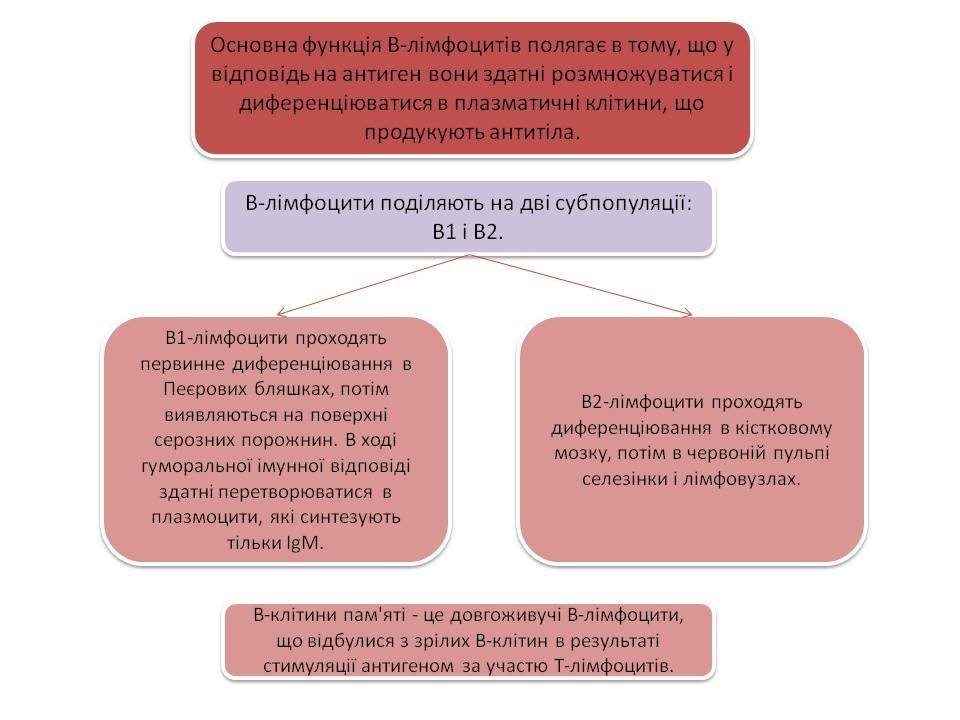 Основна функція В-лімфоцитів полягає в тому, що у
відповідь на антиген вони здатні розмножуватися і
диференціюватися в плазматичні клітини, що
продукують антитіла.
В-лімфоцити поділяють на дві субпопуляції:
В1 і В2.
В1-лімфоцити проходять
первинне диференціювання в
Пеєрових бляшках, потім
виявляються на поверхні
серозних порожнин. В ході
гуморальної імунної відповіді
здатні перетворюватися в
плазмоцити, які синтезують
тільки IgM.
В2-лімфоцити проходять
диференціювання в кістковому
мозку, потім в червоній пульпі
селезінки і лімфовузлах.
В-клітини пам'яті - це довгоживучі В-лімфоцити,
що відбулися з зрілих В-клітин в результаті
стимуляції антигеном за участю Т-лімфоцитів.